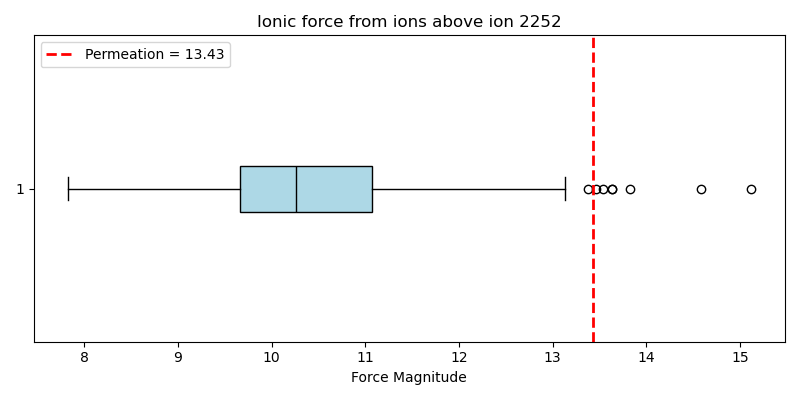 Ionic force from ions above ion 2252
Permeation = 13.43
1
8 9 10 11 12 13 14 15
Force Magnitude